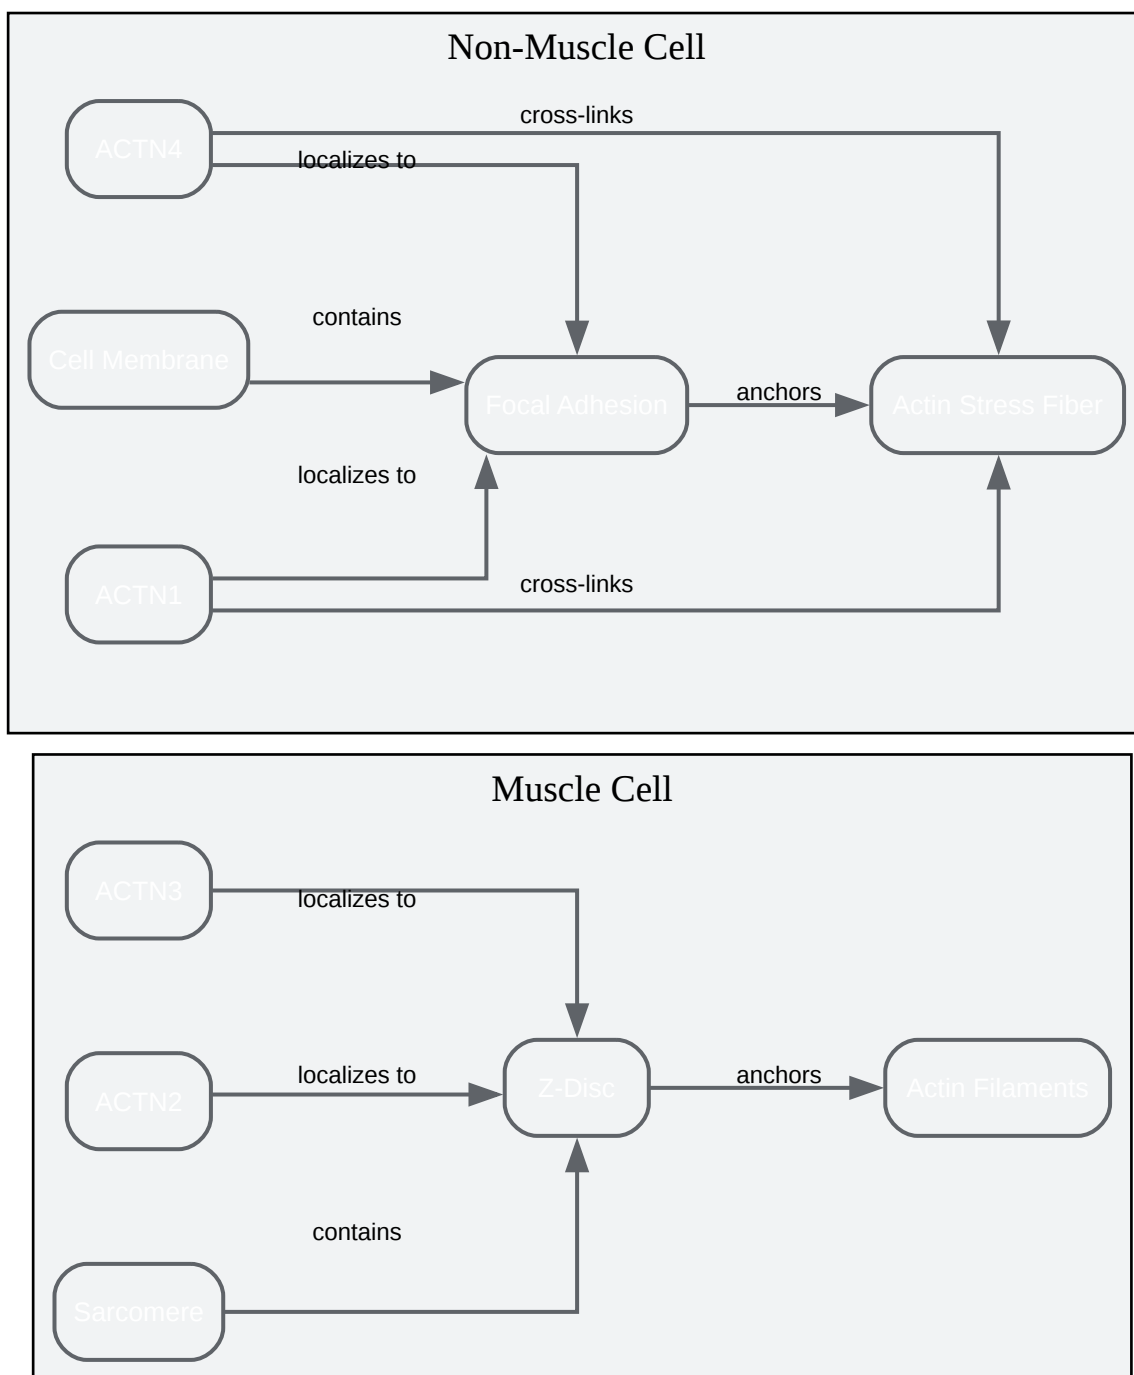 Non-Muscle Cell
cross-links
ACTN4
localizes to
contains
Cell Membrane
anchors
Focal Adhesion
Actin Stress Fiber
localizes to
cross-links
ACTN1
Muscle Cell
ACTN3
localizes to
localizes to
anchors
ACTN2
Z-Disc
Actin Filaments
contains
Sarcomere